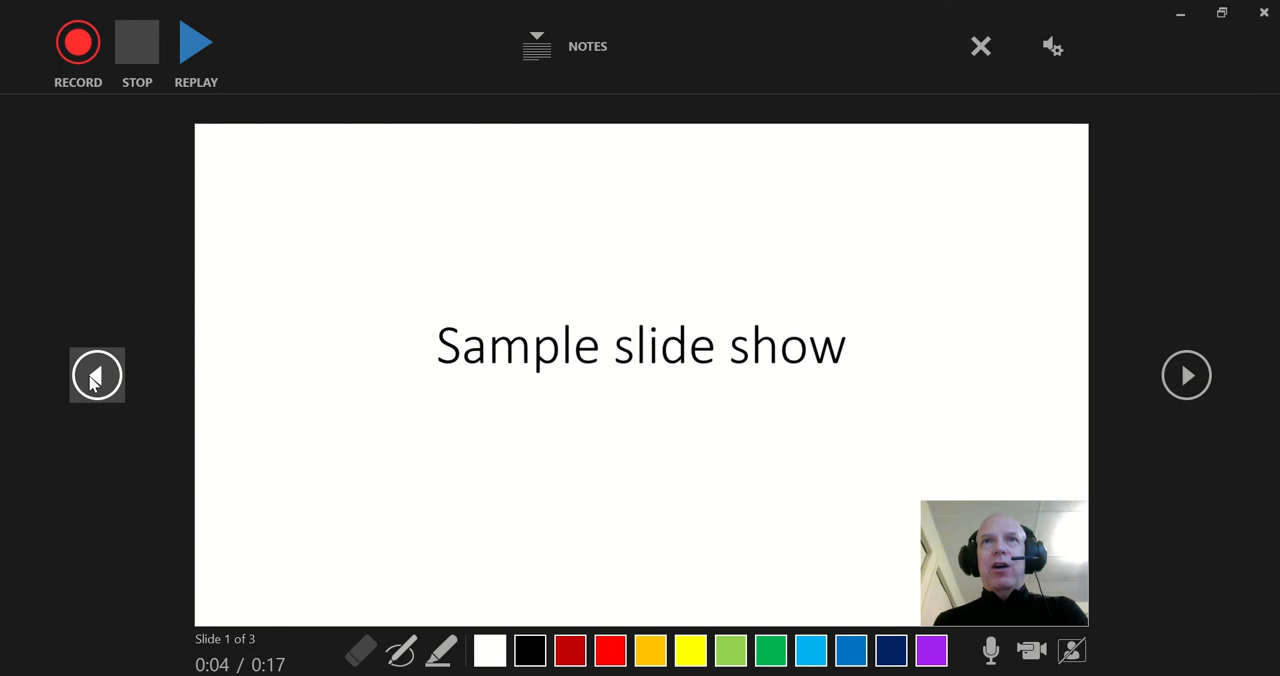 RECORD STOP REPLAY
NOTES
Sample slide show
Slide 1 of 3
0:04 / 0:17